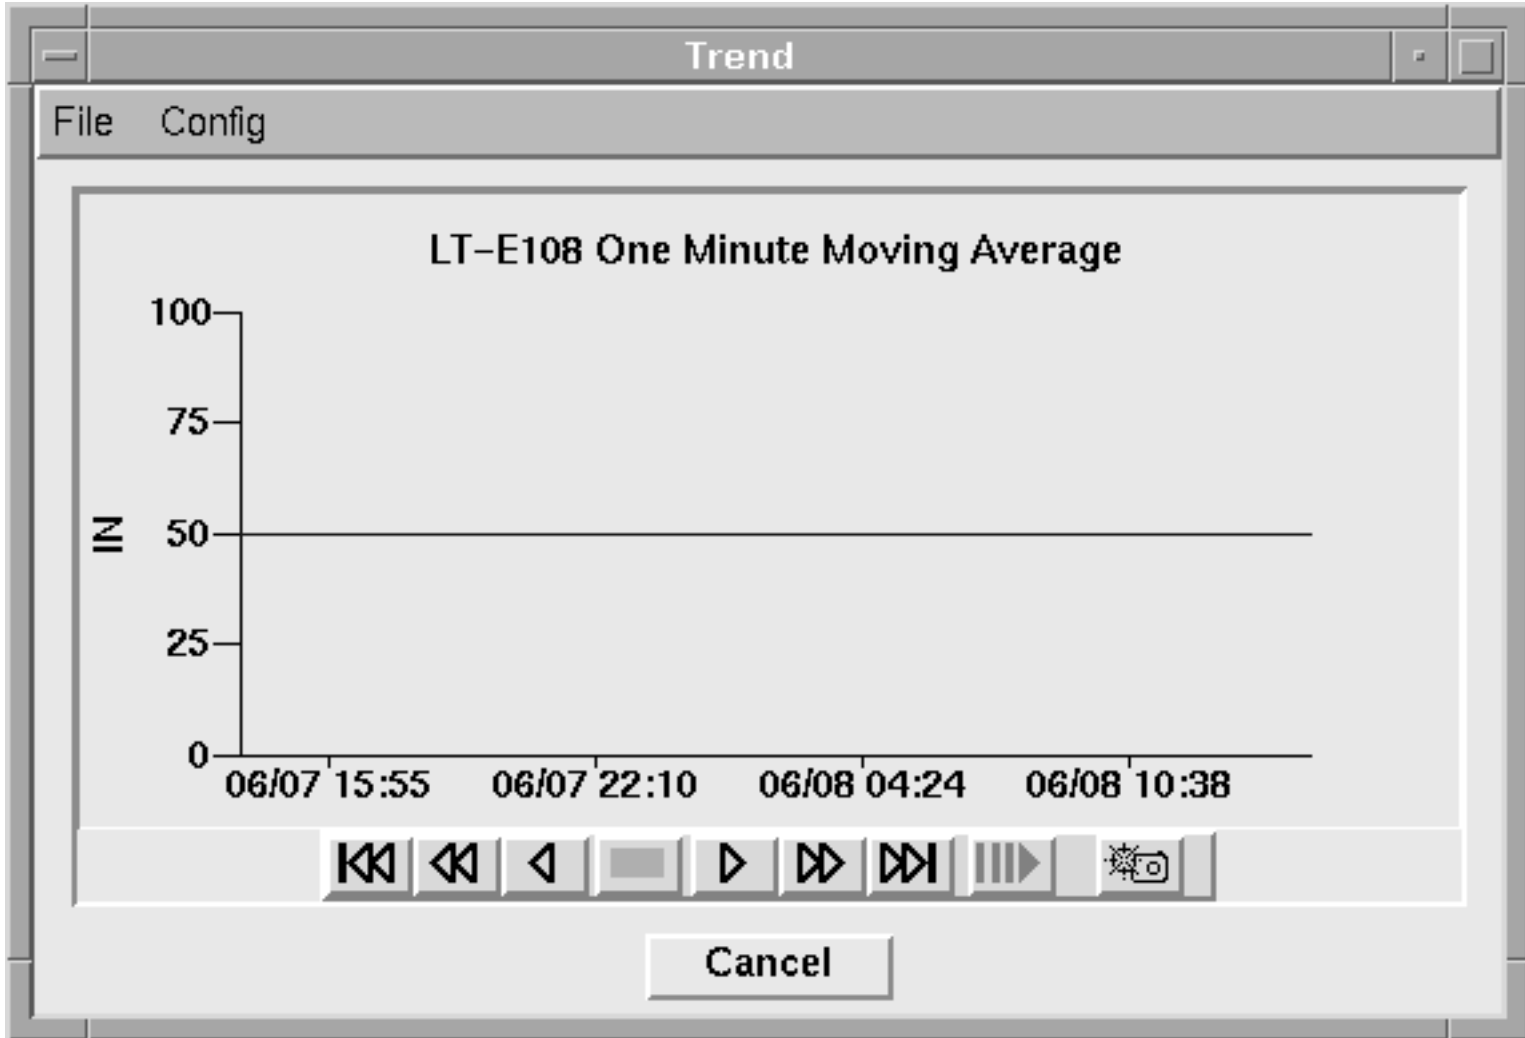 Trend
File Config
LT-E108 One Minute Moving Average
100
75
IN
50
25
0
06/07 15:55 06/07 22:10 06/08 04:24 06/08 10:38
Cancel